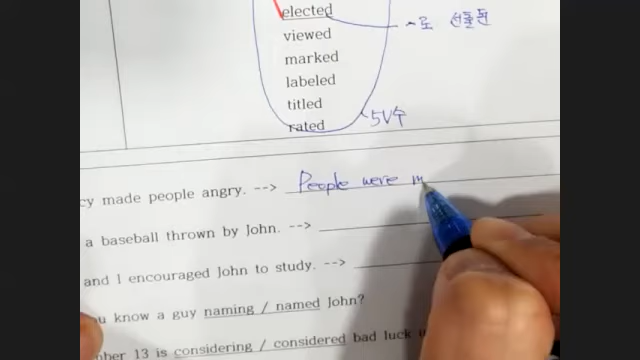 elected
~로 선출된
viewed
marked
labeled
titled
rated
5V수
cy made people angry. --> People were m
a baseball thrown by John. -->
and I encouraged John to study. -->
ou know a guy naming / named John?
mber 13 is considering / considered bad luck